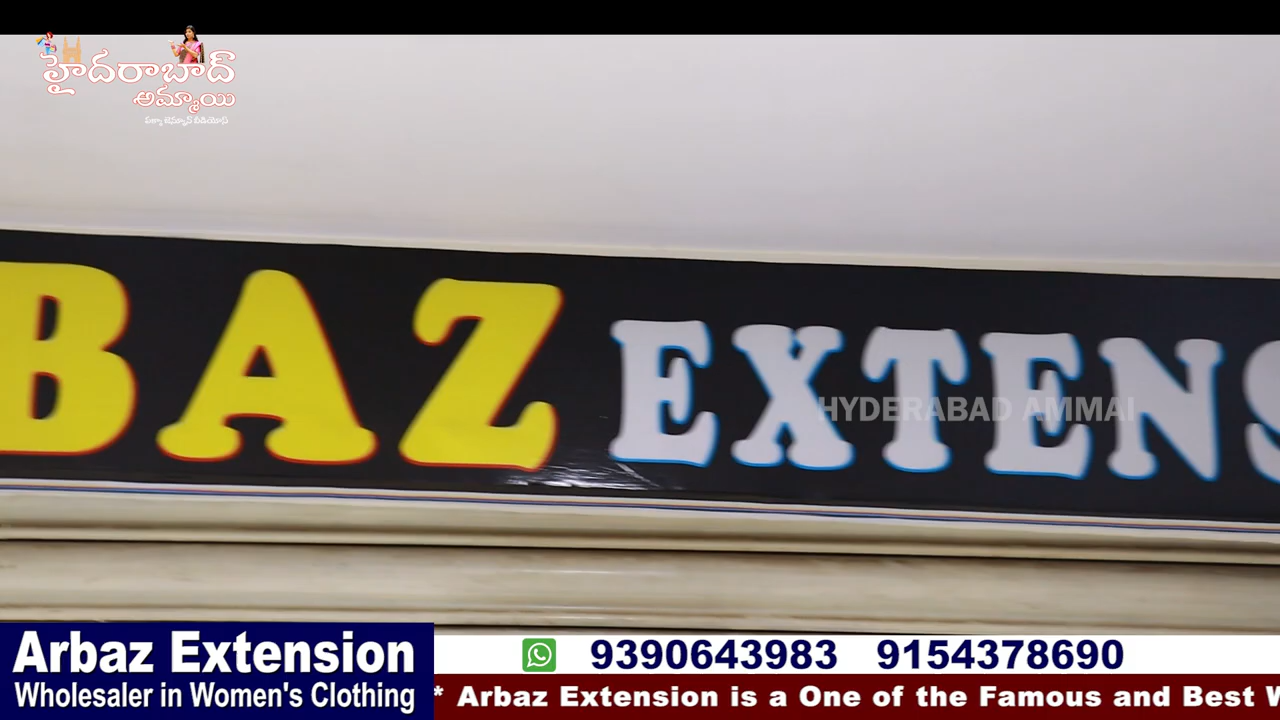 హైదరాబాద్
అమ్మాయి
పక్కా జెన్యూన్ వీడియోస్
BAZ EXTENS
HYDERABAD AMMAI
Arbaz Extension
Wholesaler in Women's Clothing
9390643983 9154378690
* Arbaz Extension is a One of the Famous and Best W